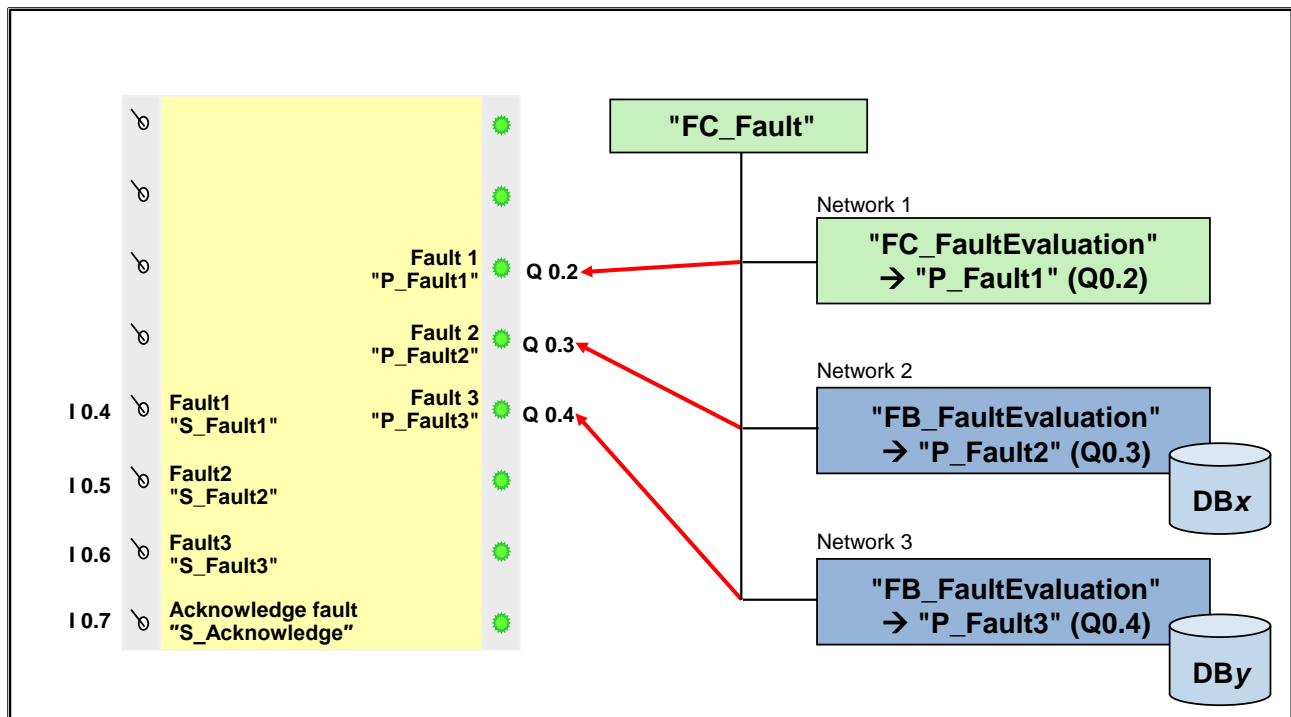 "FC_Fault"
Network 1
"FC_FaultEvaluation"
→ "P_Fault1" (Q0.2)
Fault 1
"P_Fault1"
Q 0.2
Fault 2
"P_Fault2"
Q 0.3
Network 2
"FB_FaultEvaluation"
→ "P_Fault2" (Q0.3)
DBx
Fault 3
"P_Fault3"
Q 0.4
I 0.4
Fault1
"S_Fault1"
I 0.5
Fault2
"S_Fault2"
I 0.6
Fault3
"S_Fault3"
I 0.7
Acknowledge fault
"S_Acknowledge"
Network 3
"FB_FaultEvaluation"
→ "P_Fault3" (Q0.4)
DBy